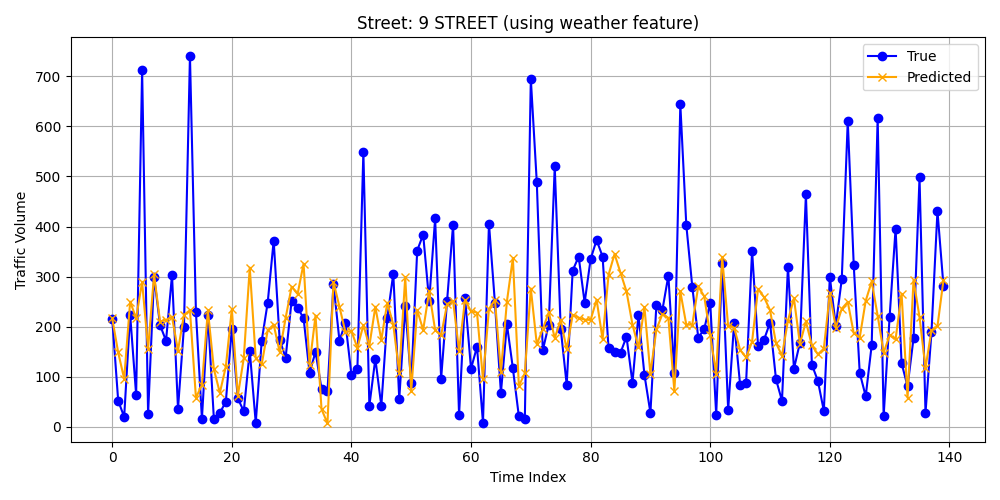 Street: 9 STREET (using weather feature)
True
Predicted
Traffic Volume
700
600
500
400
300
200
100
0
0 20 40 60 80 100 120 140
Time Index